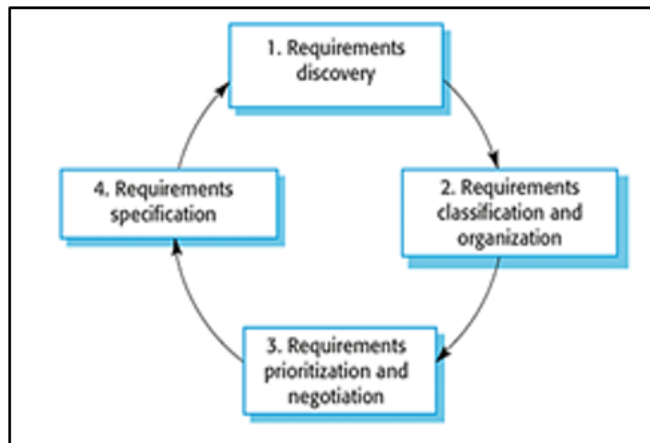 1. Requirements
discovery
2. Requirements
classification and
organization
3. Requirements
prioritization and
negotiation
4. Requirements
specification